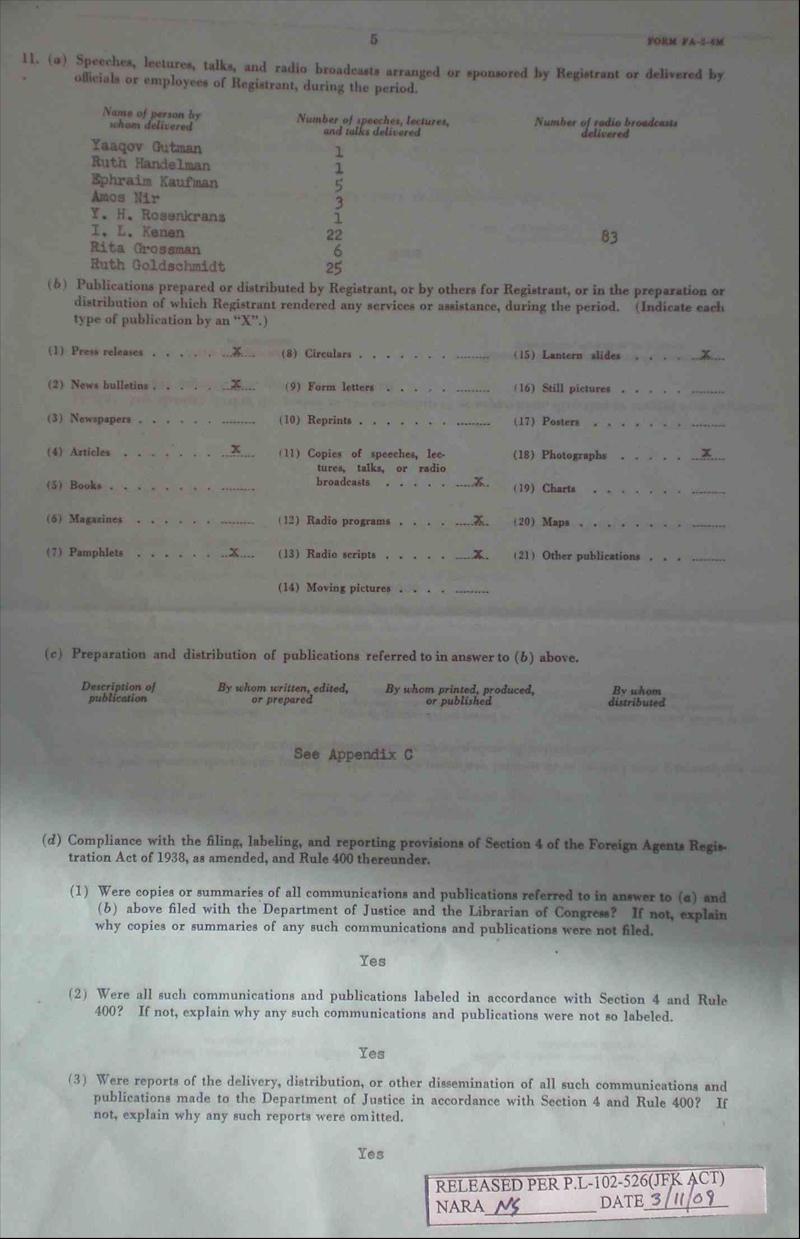 5
FORM FA-2-4M
11. (a) Speeches, lectures, talks, and radio broadcasts arranged or sponsored by Registrant or delivered by
officials or employees of Registrant, during the period.
Name of person by whom delivered
Number of speeches, lectures, and talks delivered
Number of radio broadcasts delivered
Yaaqov Gutman 1
Ruth Handelman 1
Ephraim Kaufman 5
Amos Nir 3
Y. H. Rosenkrans 1
I. L. Kenen 22 83
Rita Grossman 6
Ruth Goldschmidt 25
(b) Publications prepared or distributed by Registrant, or by others for Registrant, or in the preparation or
distribution of which Registrant rendered any services or assistance, during the period. (Indicate each
type of publication by an "X".)
(1) Press releases . . . . . ...X.... (8) Circulars . . . . . . . ......... (15) Lantern slides . . . . ...X....
(2) News bulletins . . . . . ...X.... (9) Form letters . . . . . ......... (16) Still pictures . . . . . .........
(3) Newspapers . . . . . . ......... (10) Reprints . . . . . . . ......... (17) Posters . . . . . . .........
(4) Articles . . . . . . . ...X.... (11) Copies of speeches, lec- (18) Photographs . . . . . ...X....
tures, talks, or radio
(5) Books . . . . . . . . ......... broadcasts . . . . . .....X.. (19) Charts . . . . . . .........
(6) Magazines . . . . . . ......... (12) Radio programs . . . . .....X.. (20) Maps . . . . . . . . .........
(7) Pamphlets . . . . . . ...X.... (13) Radio scripts . . . . . .....X.. (21) Other publications . . . .........
(14) Moving pictures . . . . .........
(c) Preparation and distribution of publications referred to in answer to (b) above.
Description of publication
By whom written, edited, or prepared
By whom printed, produced, or published
By whom distributed
See Appendix C
(d) Compliance with the filing, labeling, and reporting provisions of Section 4 of the Foreign Agents Regis-
tration Act of 1938, as amended, and Rule 400 thereunder.
(1) Were copies or summaries of all communications and publications referred to in answer to (a) and
(b) above filed with the Department of Justice and the Librarian of Congress? If not, explain
why copies or summaries of any such communications and publications were not filed.
Yes
(2) Were all such communications and publications labeled in accordance with Section 4 and Rule
400? If not, explain why any such communications and publications were not so labeled.
Yes
(3) Were reports of the delivery, distribution, or other dissemination of all such communications and
publications made to the Department of Justice in accordance with Section 4 and Rule 400? If
not, explain why any such reports were omitted.
Yes
RELEASED PER P.L-102-526(JFK ACT)
NARA NS DATE 3/11/09